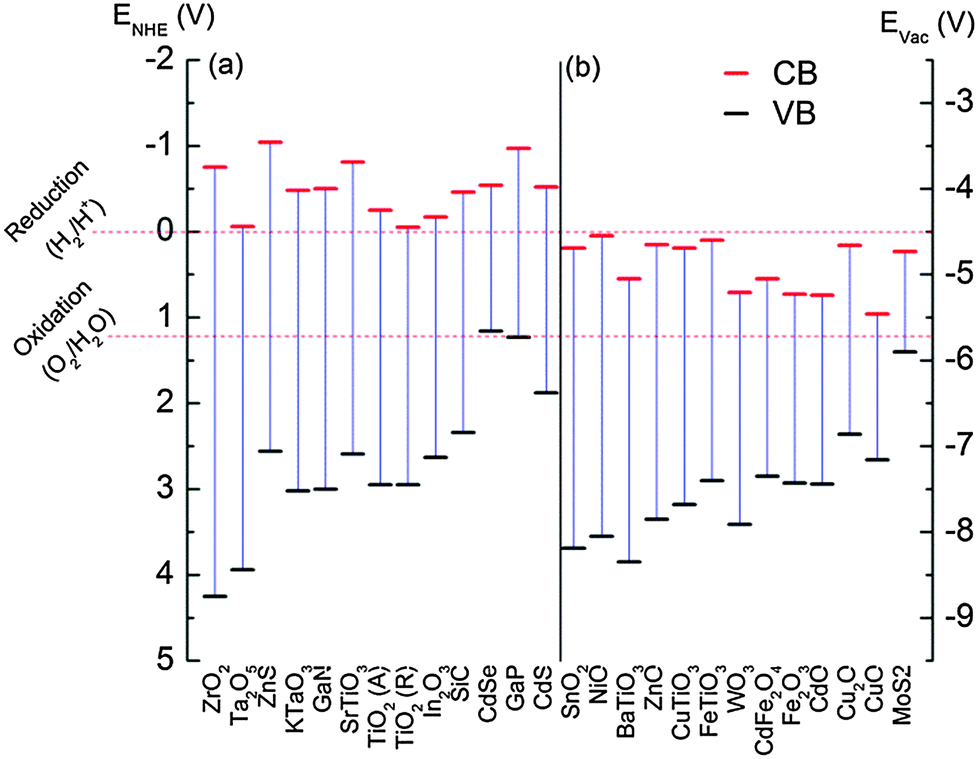 E_NHE (V)
E_Vac (V)
(a)
(b)
CB
VB
-2
-1
0
1
2
3
4
5
-3
-4
-5
-6
-7
-8
-9
Reduction
(H₂/H⁺)
Oxidation
(O₂/H₂O)
ZrO₂
Ta₂O₅
ZnS
KTaO₃
GaN
SrTiO₃
TiO₂ (A)
TiO₂ (R)
In₂O₃
SiC
CdSe
GaP
CdS
SnO₂
NiO
BaTiO₃
ZnO
CuTiO₃
FeTiO₃
WO₃
CdFe₂O₄
Fe₂O₃
CdO
Cu₂O
CuO
MoS2